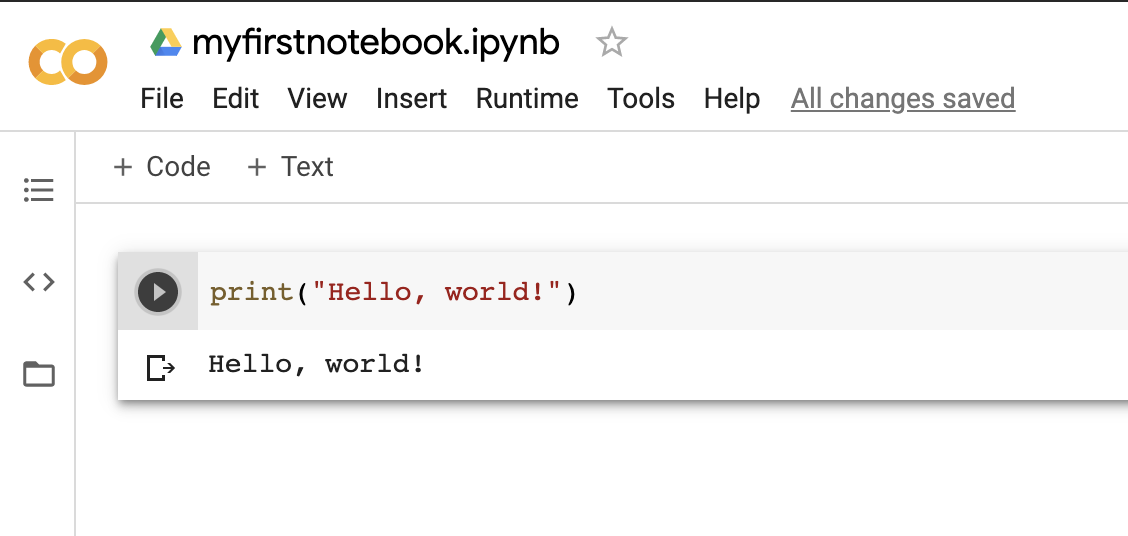 myfirstnotebook.ipynb
File Edit View Insert Runtime Tools Help All changes saved
+ Code + Text
print("Hello, world!")
Hello, world!